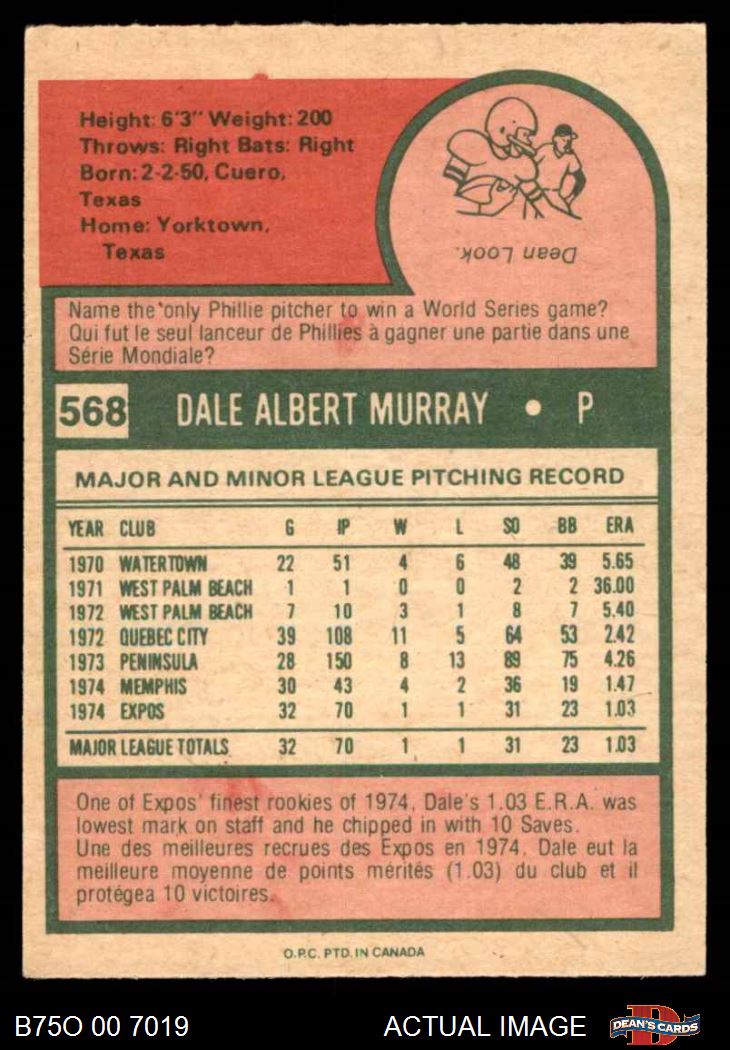 Height: 6'3" Weight: 200
Throws: Right Bats: Right
Born: 2-2-50, Cuero,
Texas
Home: Yorktown,
Texas
Dean Look.
Name the only Phillie pitcher to win a World Series game?
Qui fut le seul lanceur de Phillies à gagner une partie dans une
Série Mondiale?
568 DALE ALBERT MURRAY • P
MAJOR AND MINOR LEAGUE PITCHING RECORD
YEAR CLUB G IP W L SO BB ERA
1970 WATERTOWN 22 51 4 6 48 39 5.65
1971 WEST PALM BEACH 1 1 0 0 2 2 36.00
1972 WEST PALM BEACH 7 10 3 1 8 7 5.40
1972 QUEBEC CITY 39 108 11 5 64 53 2.42
1973 PENINSULA 28 150 8 13 89 75 4.26
1974 MEMPHIS 30 43 4 2 36 19 1.47
1974 EXPOS 32 70 1 1 31 23 1.03
MAJOR LEAGUE TOTALS 32 70 1 1 31 23 1.03
One of Expos' finest rookies of 1974, Dale's 1.03 E.R.A. was
lowest mark on staff and he chipped in with 10 Saves.
Une des meilleures recrues des Expos en 1974, Dale eut la
meilleure moyenne de points mérités (1.03) du club et il
protégea 10 victoires.
O.P.C. PTD. IN CANADA
B75O 00 7019 ACTUAL IMAGE D DEAN'S CARDS